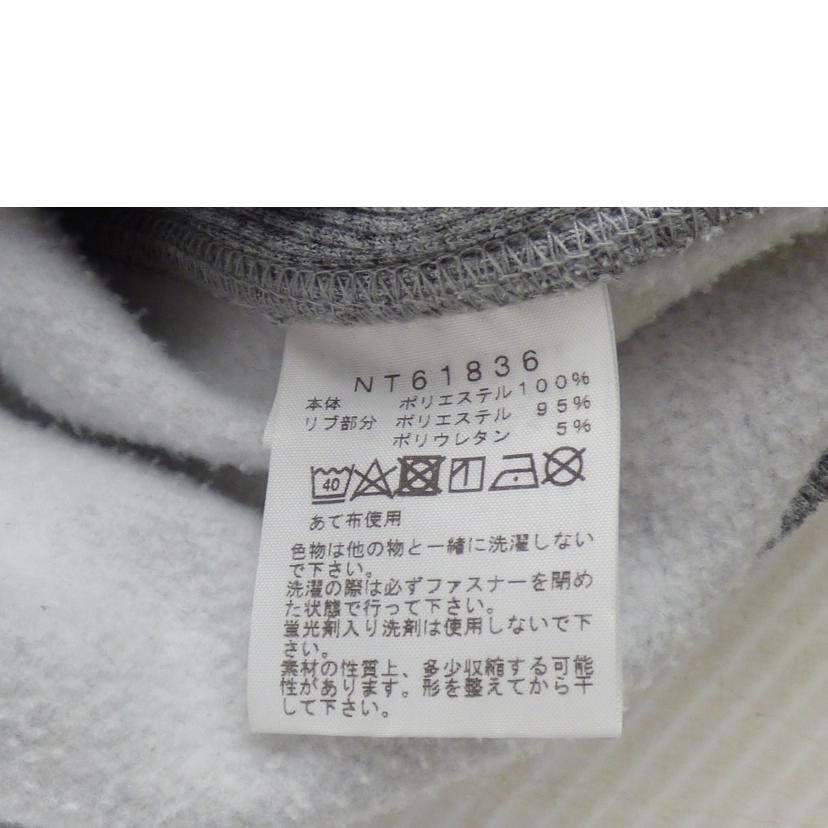 NT61836
本体 ポリエステル100%
リブ部分 ポリエステル 95%
ポリウレタン 5%
40
あて布使用
色物は他の物と一緒に洗濯しない
で下さい。
洗濯の際は必ずファスナーを閉め
た状態で行って下さい。
蛍光剤入り洗剤は使用しないで下
さい。
素材の性質上、多少収縮する可能
性があります。形を整えてから干
して下さい。